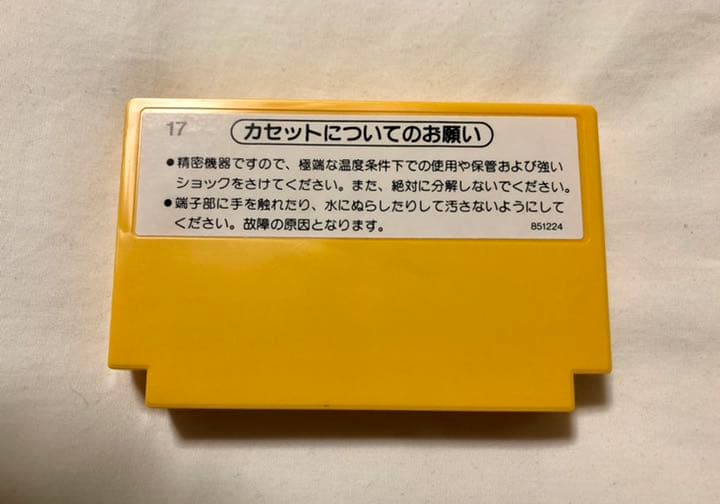 17
カセットについてのお願い
●精密機器ですので、極端な温度条件下での使用や保管および強い
ショックをさけてください。また、絶対に分解しないでください。
●端子部に手を触れたり、水にぬらしたりして汚さないようにして
ください。故障の原因となります。
851224